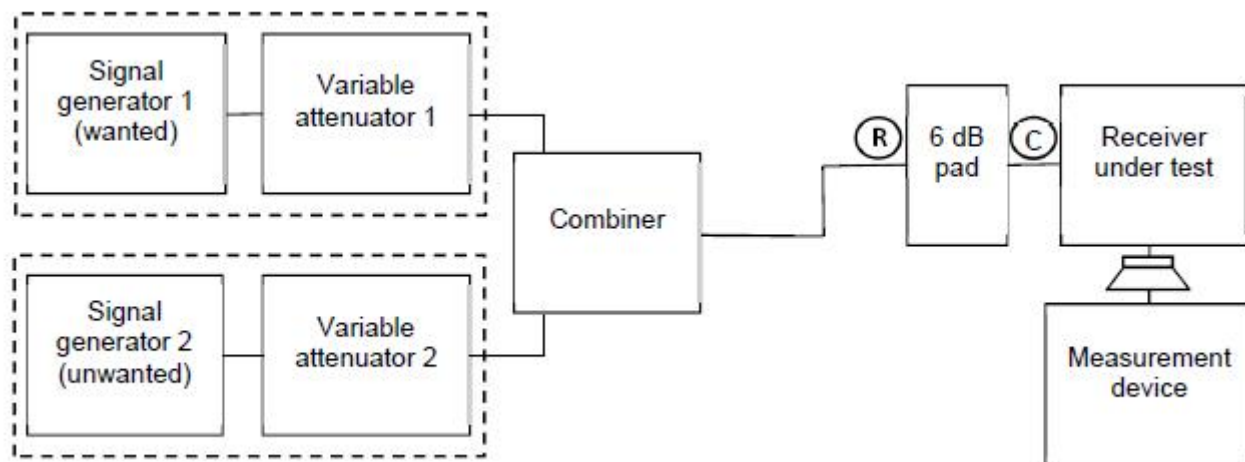 Signal
generator 1
(wanted)
Variable
attenuator 1
Combiner
R
6 dB
pad
C
Receiver
under test
Signal
generator 2
(unwanted)
Variable
attenuator 2
Measurement
device